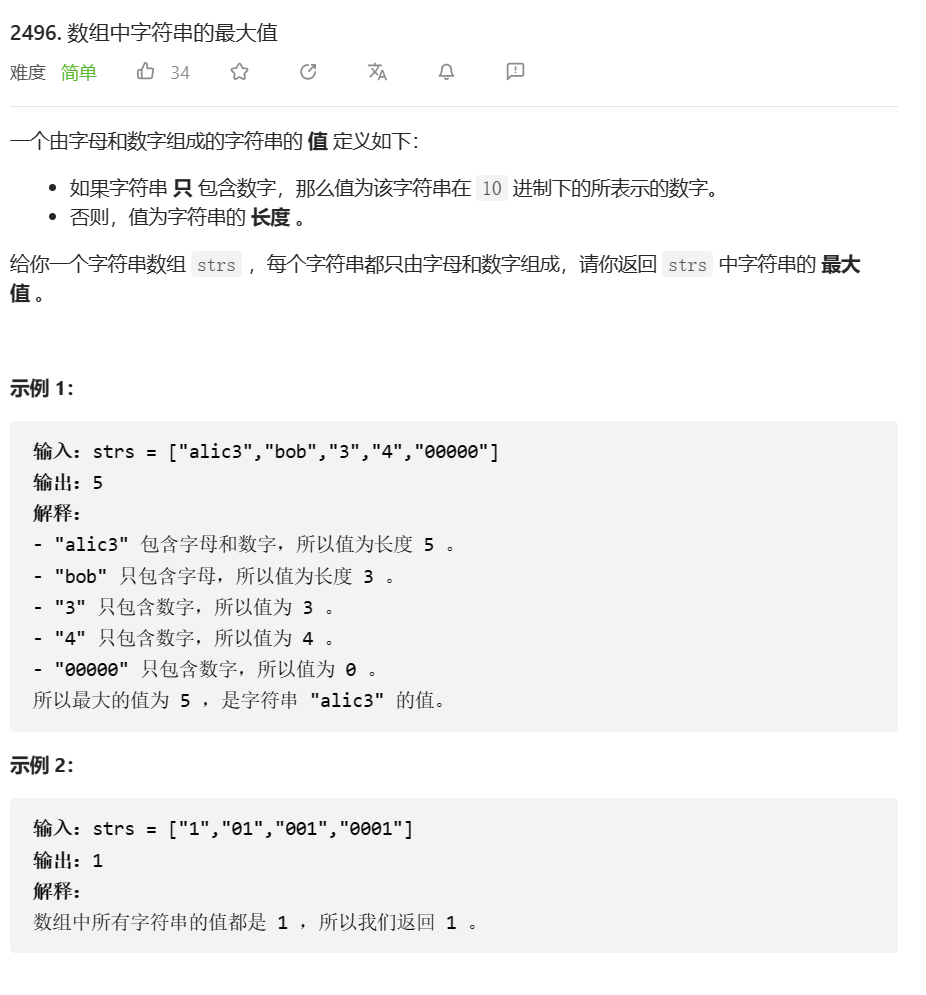 2496. 数组中字符串的最大值
难度 简单 34
一个由字母和数字组成的字符串的 值 定义如下：
• 如果字符串 只 包含数字，那么值为该字符串在 10 进制下的所表示的数字。
• 否则，值为字符串的 长度 。
给你一个字符串数组 strs ，每个字符串都只由字母和数字组成，请你返回 strs 中字符串的 最大
值 。
示例 1：
输入：strs = ["alic3","bob","3","4","00000"]
输出：5
解释：
- "alic3" 包含字母和数字，所以值为长度 5 。
- "bob" 只包含字母，所以值为长度 3 。
- "3" 只包含数字，所以值为 3 。
- "4" 只包含数字，所以值为 4 。
- "00000" 只包含数字，所以值为 0 。
所以最大的值为 5 ，是字符串 "alic3" 的值。
示例 2：
输入：strs = ["1","01","001","0001"]
输出：1
解释：
数组中所有字符串的值都是 1 ，所以我们返回 1 。